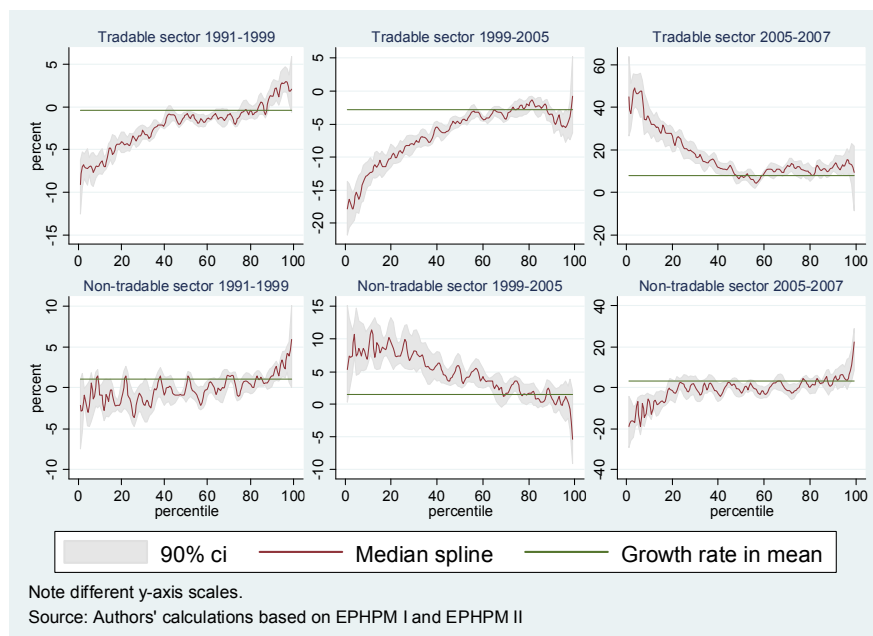 Tradable sector 1991-1999
Tradable sector 1999-2005
Tradable sector 2005-2007
percent
5
0
-5
-10
-15
0 20 40 60 80 100
5
0
-5
-10
-15
-20
0 20 40 60 80 100
60
40
20
0
-20
0 20 40 60 80 100
Non-tradable sector 1991-1999
Non-tradable sector 1999-2005
Non-tradable sector 2005-2007
percent
10
5
0
-5
-10
0 20 40 60 80 100
percentile
15
10
5
0
-5
-10
0 20 40 60 80 100
percentile
40
20
0
-20
-40
0 20 40 60 80 100
percentile
90% ci
Median spline
Growth rate in mean
Note different y-axis scales.
Source: Authors' calculations based on EPHPM I and EPHPM II